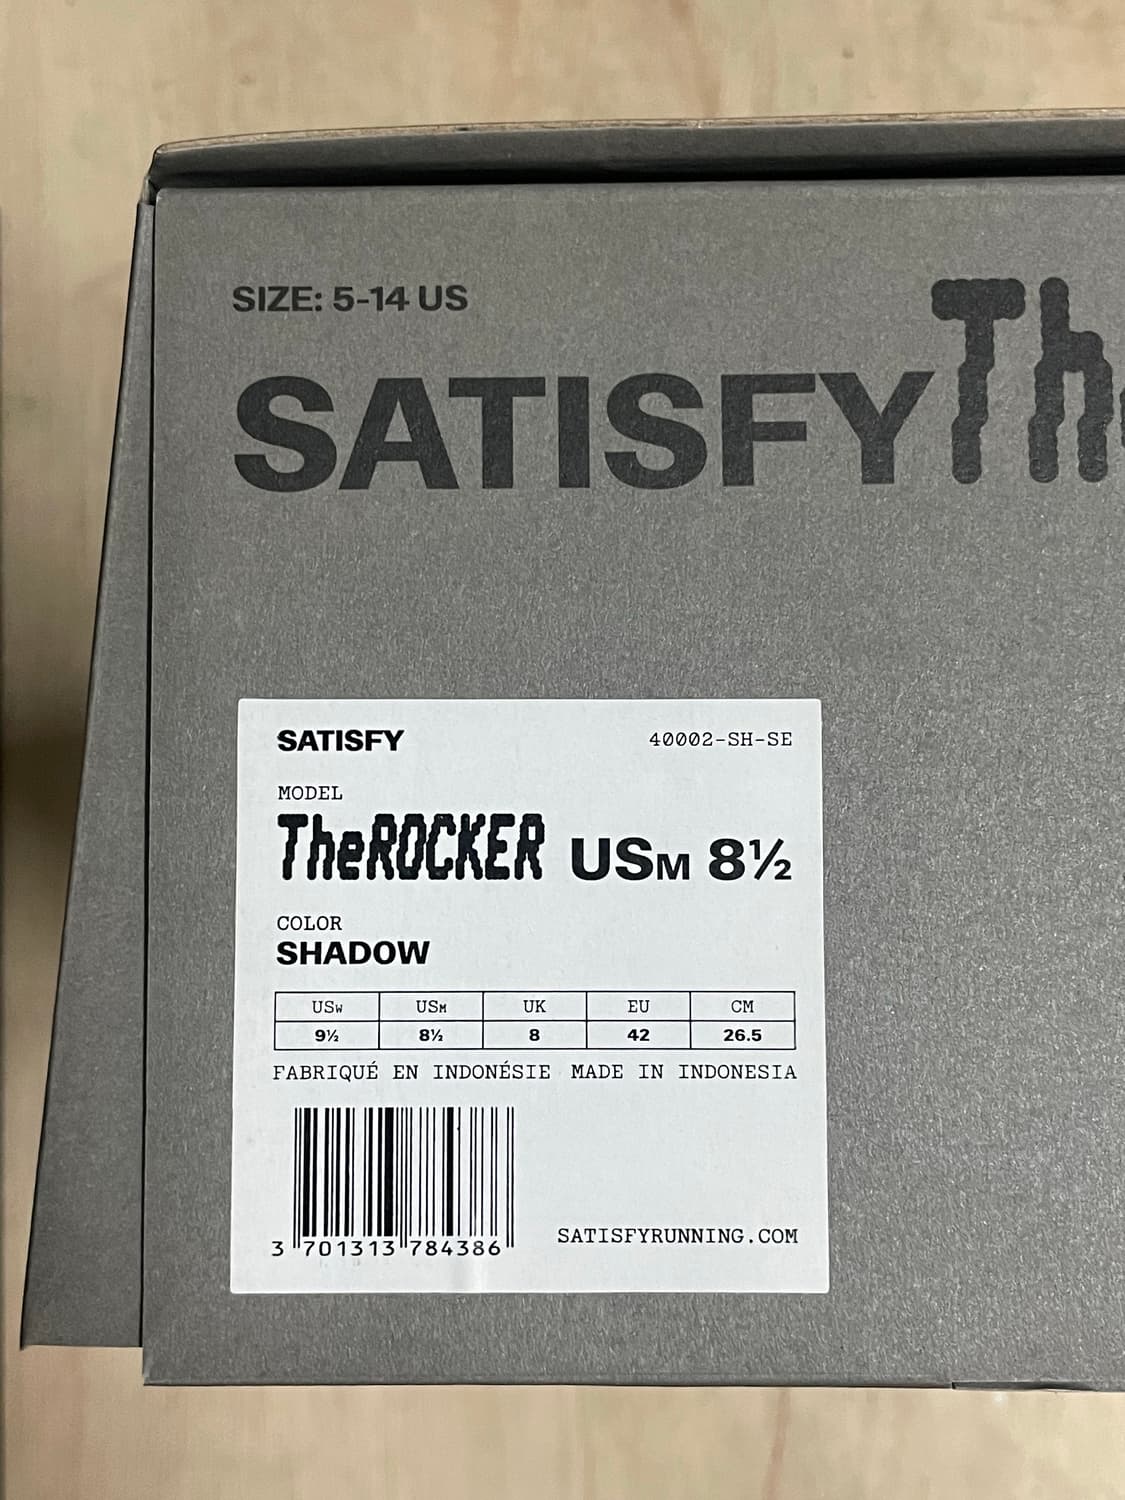 SIZE: 5-14 US
SATISFY Th
SATISFY
40002-SH-SE
MODEL
TheROCKER USM 8½
COLOR
SHADOW
USW USM UK EU CM
9½ 8½ 8 42 26.5
FABRIQUÉ EN INDONÉSIE MADE IN INDONESIA
3 701313 784386
SATISFYRUNNING.COM